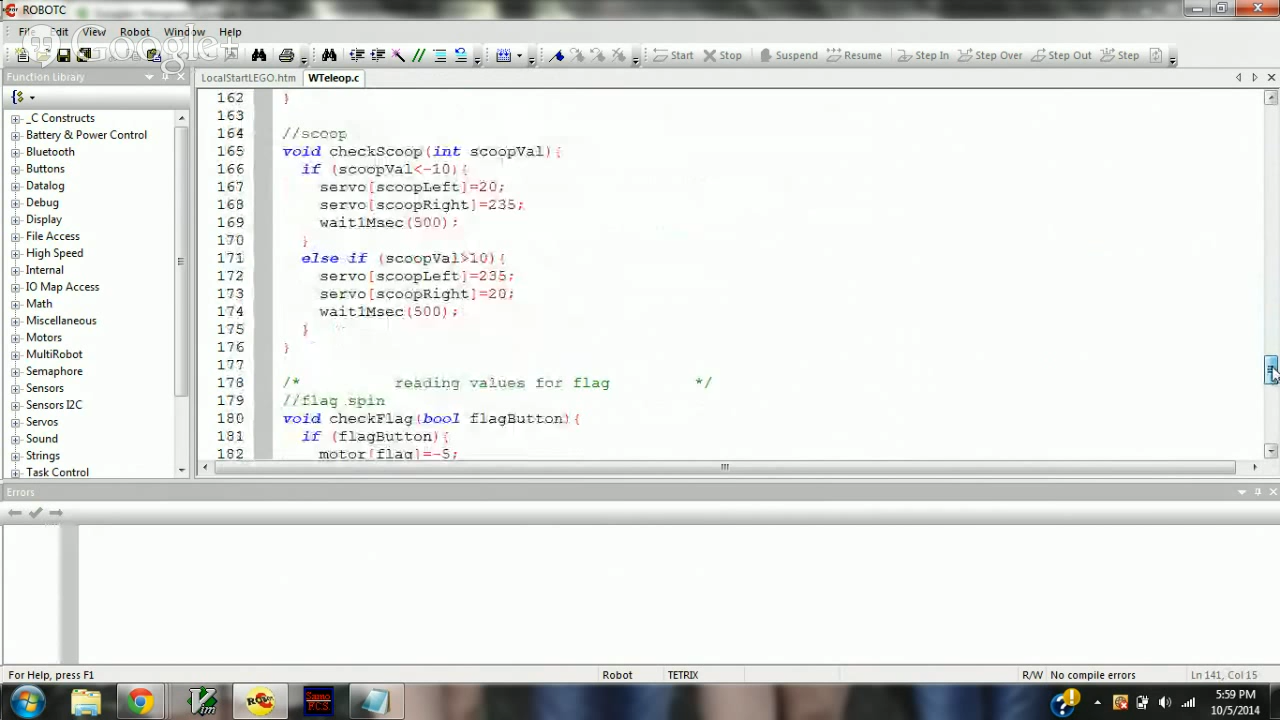 ROBOTC
File Edit View Robot Window Help
Google+
Start Stop Suspend Resume Step In Step Over Step Out Step
Function Library
LocalStartLEGO.htm WTeleop.c
_C Constructs
Battery & Power Control
Bluetooth
Buttons
Datalog
Debug
Display
File Access
High Speed
Internal
IO Map Access
Math
Miscellaneous
Motors
MultiRobot
Semaphore
Sensors
Sensors I2C
Servos
Sound
Strings
Task Control
162 }
163
164 //scoop
165 void checkScoop(int scoopVal){
166 if (scoopVal<-10){
167 servo[scoopLeft]=20;
168 servo[scoopRight]=235;
169 wait1Msec(500);
170 }
171 else if (scoopVal>10){
172 servo[scoopLeft]=235;
173 servo[scoopRight]=20;
174 wait1Msec(500);
175 }
176 }
177
178 /* reading values for flag */
179 //flag spin
180 void checkFlag(bool flagButton){
181 if (flagButton){
182 motor[flag]=-5;
Errors
For Help, press F1 Robot TETRIX R/W No compile errors Ln 141, Col 15
Vim
Samo
FCS
5:59 PM
10/5/2014